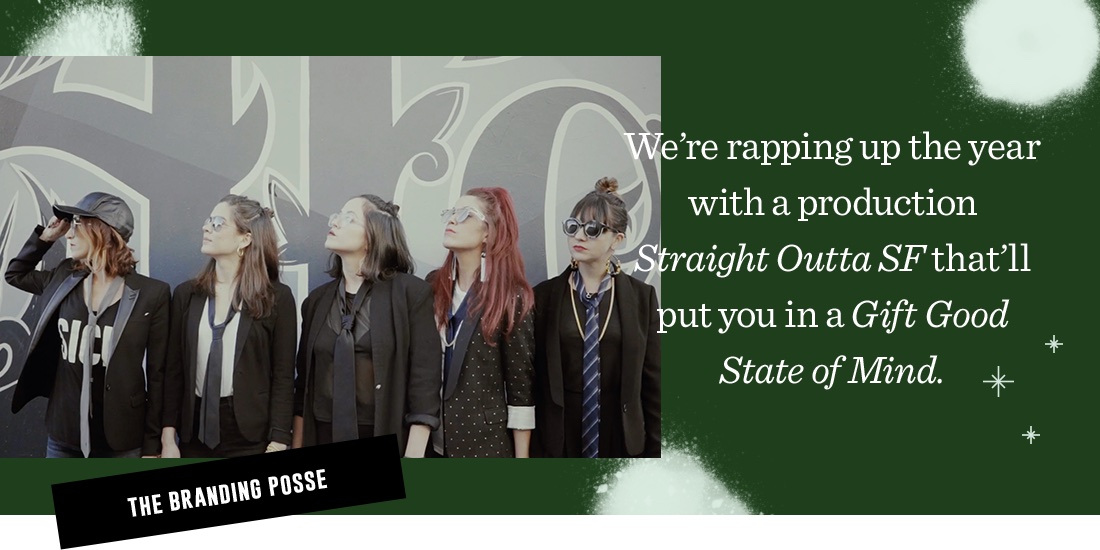 We're rapping up the year
with a production
Straight Outta SF that'll
put you in a Gift Good
State of Mind.
THE BRANDING POSSE